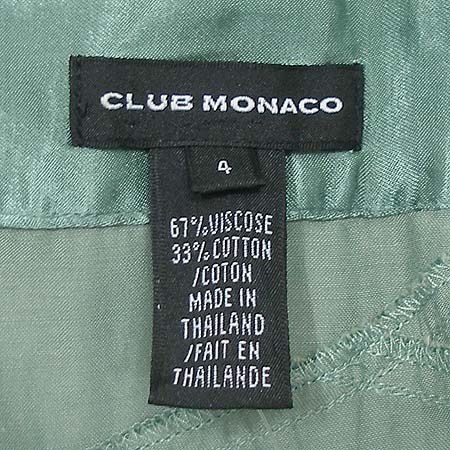 CLUB MONACO
4
67% VISCOSE
33% COTTON
/COTON
MADE IN
THAILAND
/FAIT EN
THAILANDE